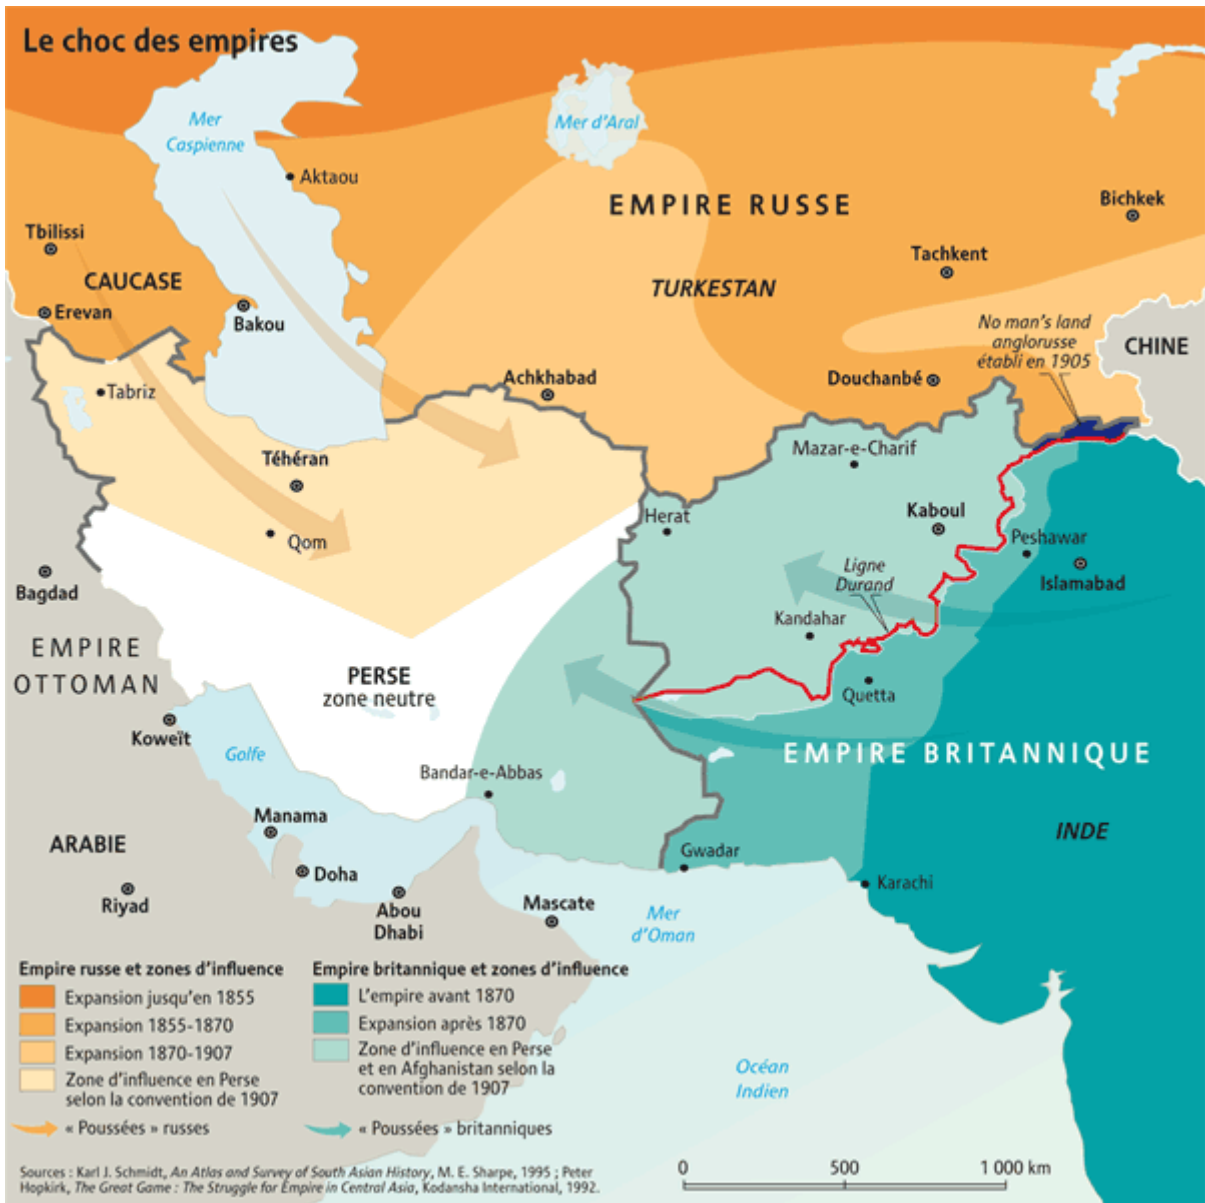 Le choc des empires
Mer
Caspienne
Mer d'Aral
Aktaou
EMPIRE RUSSE
Bichkek
Tbilissi
Tachkent
CAUCASE
TURKESTAN
Erevan
Bakou
No man's land
anglorusse
établi en 1905
CHINE
Tabriz
Achkhabad
Douchanbé
Téhéran
Mazar-e-Charif
Qom
Herat
Kaboul
Peshawar
Bagdad
Ligne
Durand
Islamabad
EMPIRE
OTTOMAN
Kandahar
PERSE
zone neutre
Quetta
Koweït
Golfe
EMPIRE BRITANNIQUE
Bandar-e-Abbas
Manama
INDE
ARABIE
Gwadar
Doha
Karachi
Riyad
Abou
Dhabi
Mascate
Mer
d'Oman
Empire russe et zones d'influence
Expansion jusqu'en 1855
Expansion 1855-1870
Expansion 1870-1907
Zone d'influence en Perse
selon la convention de 1907
« Poussées » russes
Empire britannique et zones d'influence
L'empire avant 1870
Expansion après 1870
Zone d'influence en Perse
et en Afghanistan selon la
convention de 1907
« Poussées » britanniques
Océan
Indien
Sources : Karl J. Schmidt, An Atlas and Survey of South Asian History, M. E. Sharpe, 1995 ; Peter
Hopkirk, The Great Game : The Struggle for Empire in Central Asia, Kodansha International, 1992.
0 500 1 000 km